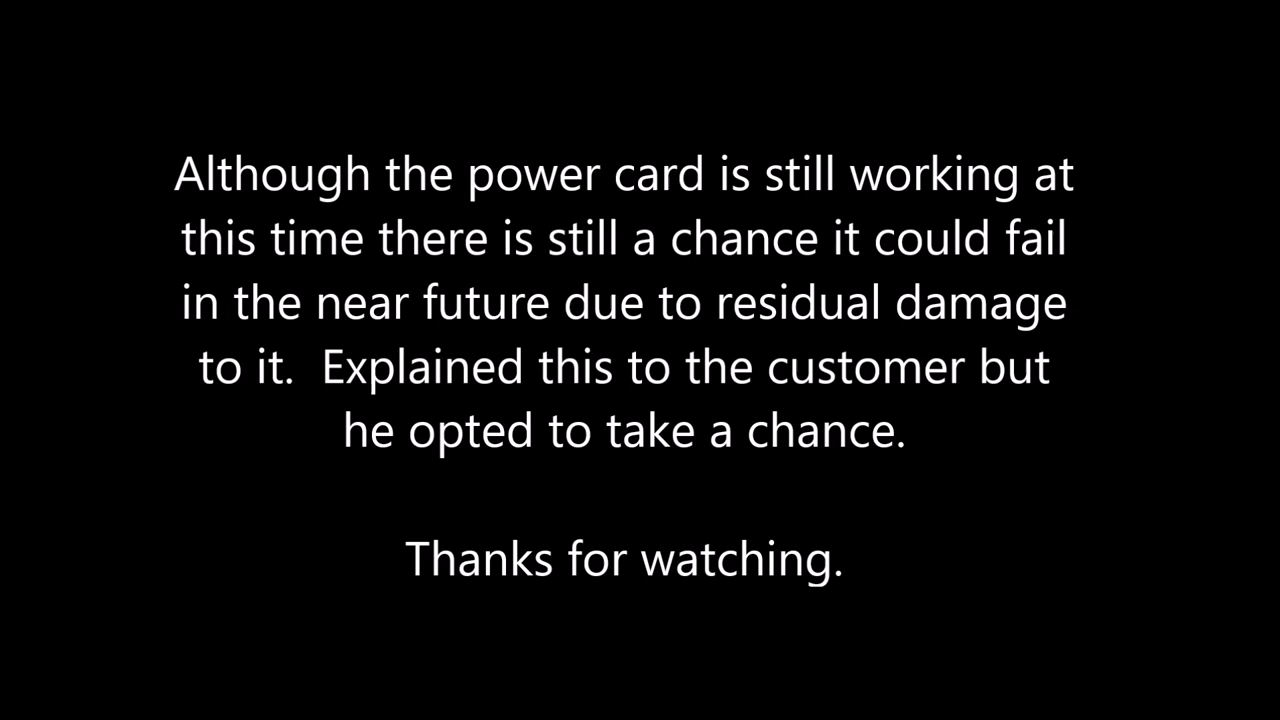 Although the power card is still working at
this time there is still a chance it could fail
in the near future due to residual damage
to it.  Explained this to the customer but
he opted to take a chance.
Thanks for watching.